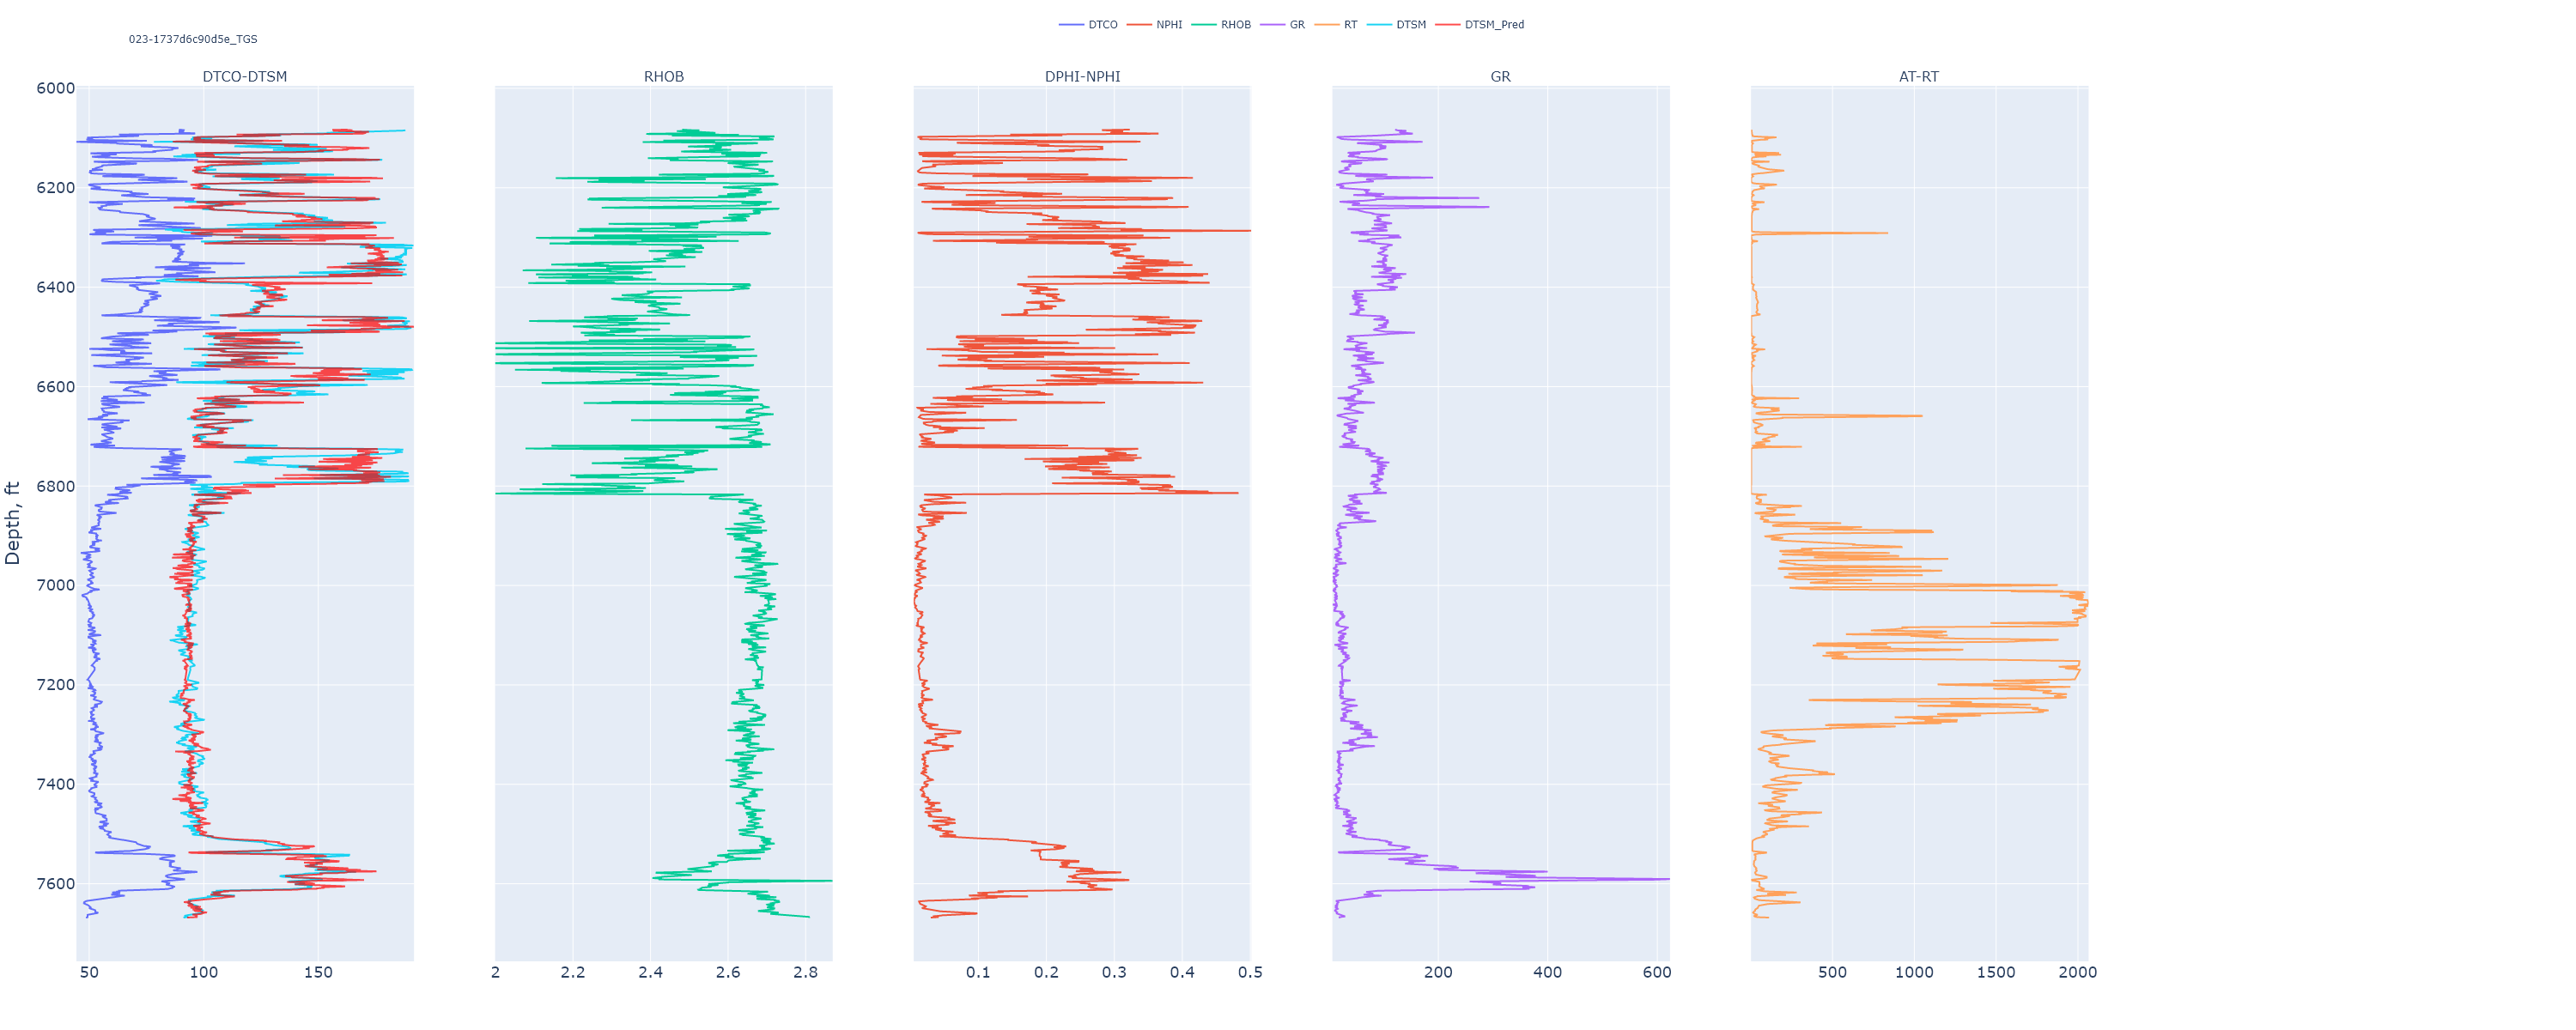 DTCO NPHI RHOB GR RT DTSM DTSM_Pred
023-1737d6c90d5e_TGS
DTCO-DTSM RHOB DPHI-NPHI GR AT-RT
Depth, ft
6000
6200
6400
6600
6800
7000
7200
7400
7600
50 100 150 2 2.2 2.4 2.6 2.8 0.1 0.2 0.3 0.4 0.5 200 400 600 500 1000 1500 2000